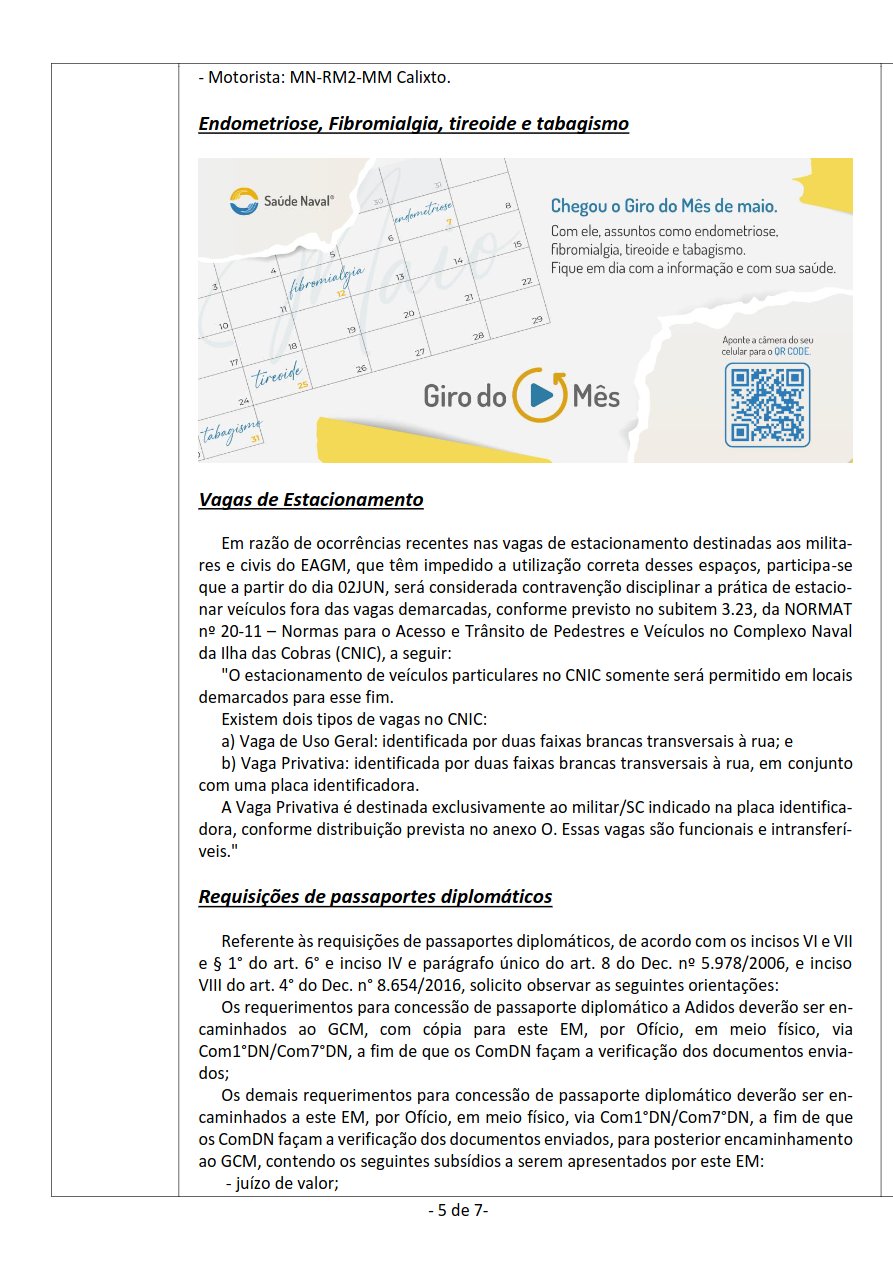 - Motorista: MN-RM2-MM Calixto.
Endometriose, Fibromialgia, tireoide e tabagismo
Saúde Naval®
Maio
30
31
endometriose
7
8
3
4
5
6
fibromialgia
12
13
14
15
10
11
18
19
20
21
22
17
tireoide
25
26
27
28
29
24
tabagismo
31
Chegou o Giro do Mês de maio.
Com ele, assuntos como endometriose,
fibromialgia, tireoide e tabagismo.
Fique em dia com a informação e com sua saúde.
Aponte a câmera do seu
celular para o QR CODE.
Giro do Mês
Vagas de Estacionamento
Em razão de ocorrências recentes nas vagas de estacionamento destinadas aos milita-
res e civis do EAGM, que têm impedido a utilização correta desses espaços, participa-se
que a partir do dia 02JUN, será considerada contravenção disciplinar a prática de estacio-
nar veículos fora das vagas demarcadas, conforme previsto no subitem 3.23, da NORMAT
nº 20-11 – Normas para o Acesso e Trânsito de Pedestres e Veículos no Complexo Naval
da Ilha das Cobras (CNIC), a seguir:
"O estacionamento de veículos particulares no CNIC somente será permitido em locais
demarcados para esse fim.
Existem dois tipos de vagas no CNIC:
a) Vaga de Uso Geral: identificada por duas faixas brancas transversais à rua; e
b) Vaga Privativa: identificada por duas faixas brancas transversais à rua, em conjunto
com uma placa identificadora.
A Vaga Privativa é destinada exclusivamente ao militar/SC indicado na placa identifica-
dora, conforme distribuição prevista no anexo O. Essas vagas são funcionais e intransferí-
veis."
Requisições de passaportes diplomáticos
Referente às requisições de passaportes diplomáticos, de acordo com os incisos VI e VII
e § 1° do art. 6° e inciso IV e parágrafo único do art. 8 do Dec. nº 5.978/2006, e inciso
VIII do art. 4° do Dec. n° 8.654/2016, solicito observar as seguintes orientações:
Os requerimentos para concessão de passaporte diplomático a Adidos deverão ser en-
caminhados ao GCM, com cópia para este EM, por Ofício, em meio físico, via
Com1°DN/Com7°DN, a fim de que os ComDN façam a verificação dos documentos envia-
dos;
Os demais requerimentos para concessão de passaporte diplomático deverão ser en-
caminhados a este EM, por Ofício, em meio físico, via Com1°DN/Com7°DN, a fim de que
os ComDN façam a verificação dos documentos enviados, para posterior encaminhamento
ao GCM, contendo os seguintes subsídios a serem apresentados por este EM:
- juízo de valor;
- 5 de 7-